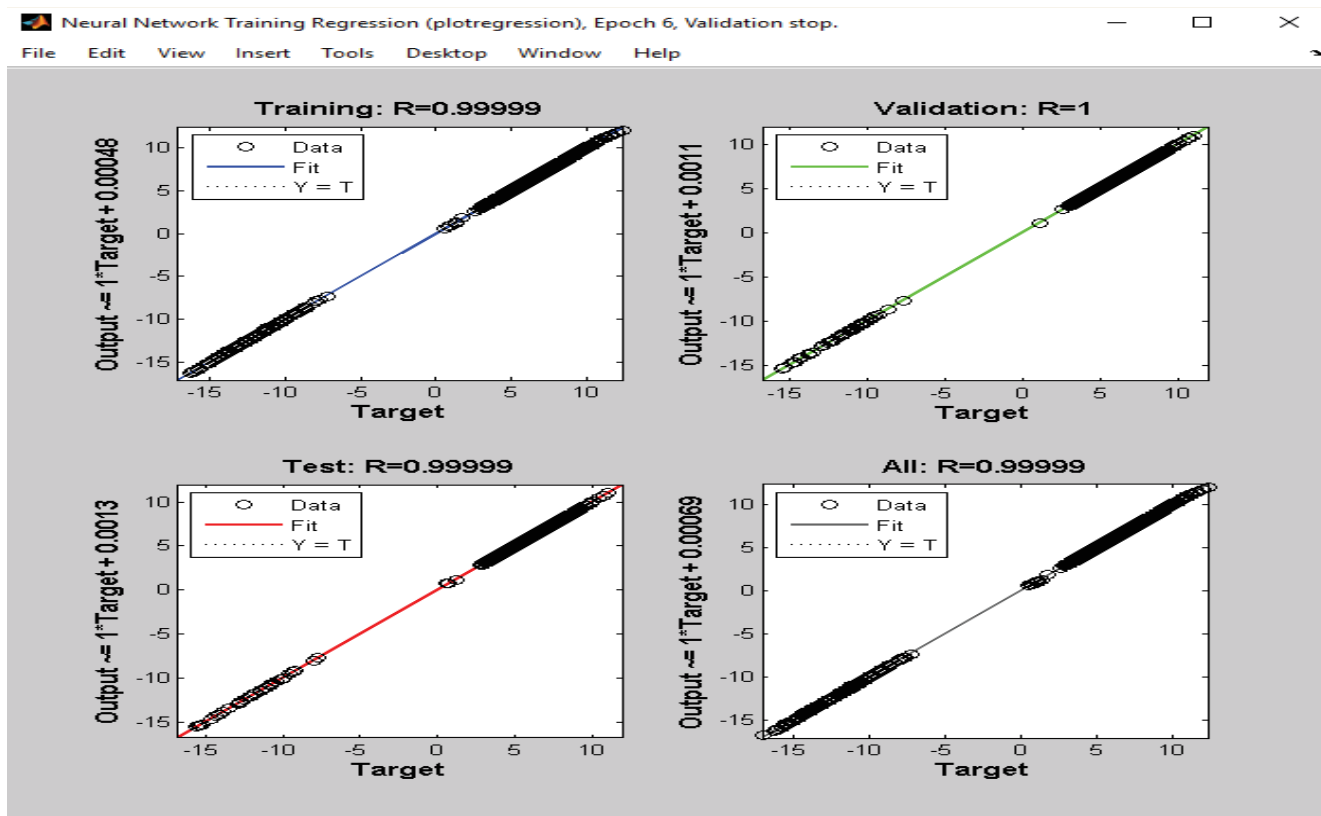 Neural Network Training Regression (plotregression), Epoch 6, Validation stop.
File Edit View Insert Tools Desktop Window Help
Training: R=0.99999
Output ~= 1*Target + 0.00048
Data
Fit
Y = T
10
5
0
-5
-10
-15
-15 -10 -5 0 5 10
Target
Validation: R=1
Output ~= 1*Target + 0.0011
Data
Fit
Y = T
10
5
0
-5
-10
-15
-15 -10 -5 0 5 10
Target
Test: R=0.99999
Output ~= 1*Target + 0.0013
Data
Fit
Y = T
10
5
0
-5
-10
-15
-15 -10 -5 0 5 10
Target
All: R=0.99999
Output ~= 1*Target + 0.00069
Data
Fit
Y = T
10
5
0
-5
-10
-15
-15 -10 -5 0 5 10
Target